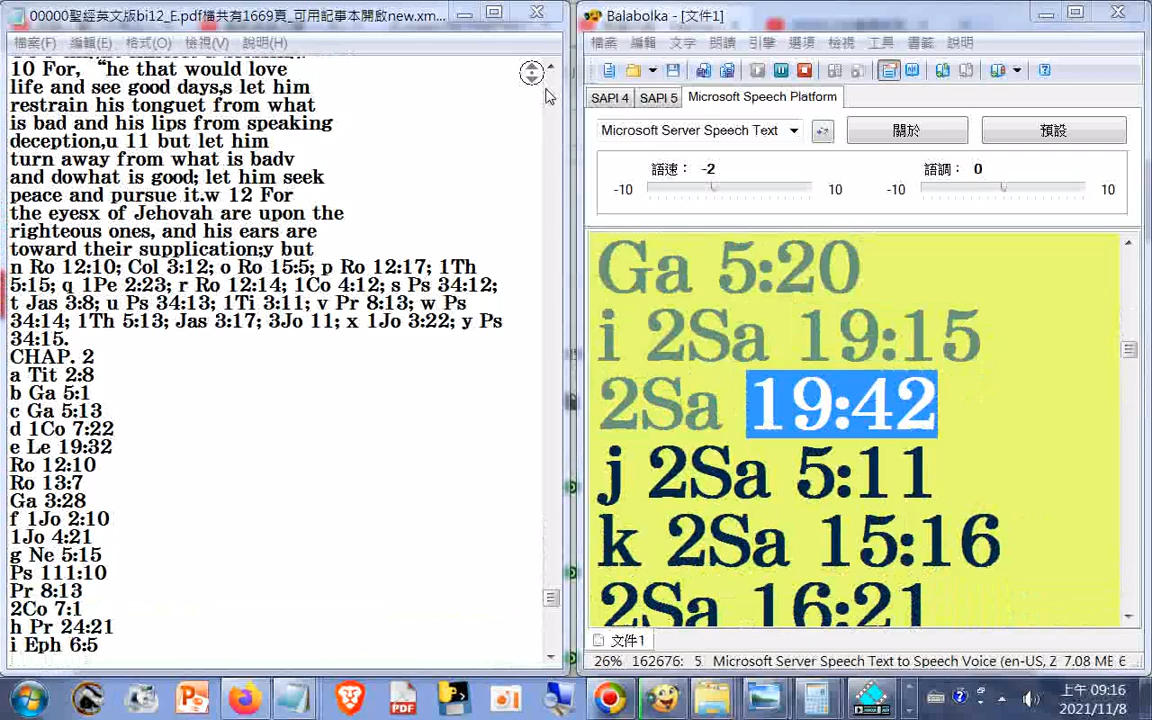 00000聖經英文版bi12_E.pdf檔共有1669頁_可用記事本開啟new.xm...
檔案(F) 編輯(E) 格式(O) 檢視(V) 說明(H)
10 For, “he that would love
life and see good days,s let him
restrain his tonguet from what
is bad and his lips from speaking
deception,u 11 but let him
turn away from what is badv
and dowhat is good; let him seek
peace and pursue it.w 12 For
the eyesx of Jehovah are upon the
righteous ones, and his ears are
toward their supplication;y but
n Ro 12:10; Col 3:12; o Ro 15:5; p Ro 12:17; 1Th
5:15; q 1Pe 2:23; r Ro 12:14; 1Co 4:12; s Ps 34:12;
t Jas 3:8; u Ps 34:13; 1Ti 3:11; v Pr 8:13; w Ps
34:14; 1Th 5:13; Jas 3:17; 3Jo 11; x 1Jo 3:22; y Ps
34:15.
CHAP. 2
a Tit 2:8
b Ga 5:1
c Ga 5:13
d 1Co 7:22
e Le 19:32
Ro 12:10
Ro 13:7
Ga 3:28
f 1Jo 2:10
1Jo 4:21
g Ne 5:15
Ps 111:10
Pr 8:13
2Co 7:1
h Pr 24:21
i Eph 6:5
Balabolka - [文件1]
檔案 編輯 文字 朗讀 引擎 選項 檢視 工具 書籤 說明
SAPI 4 SAPI 5 Microsoft Speech Platform
Microsoft Server Speech Text 關於 預設
語速： -2 語調： 0
-10 10 -10 10
Ga 5:20
i 2Sa 19:15
2Sa 19:42
j 2Sa 5:11
k 2Sa 15:16
2Sa 16:21
文件1
26% 162676: 5 Microsoft Server Speech Text to Speech Voice (en-US, Z 7.08 MB 6
PDF
上午 09:16
2021/11/8